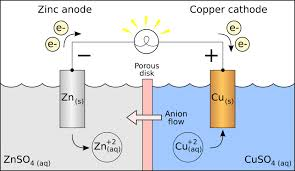 Zinc anode
Copper cathode
e-
e-
e-
e-
−
+
Porous
disk
Zn(s)
Cu(s)
Anion
flow
Zn+2(aq)
Cu+2(aq)
ZnSO4 (aq)
CuSO4 (aq)